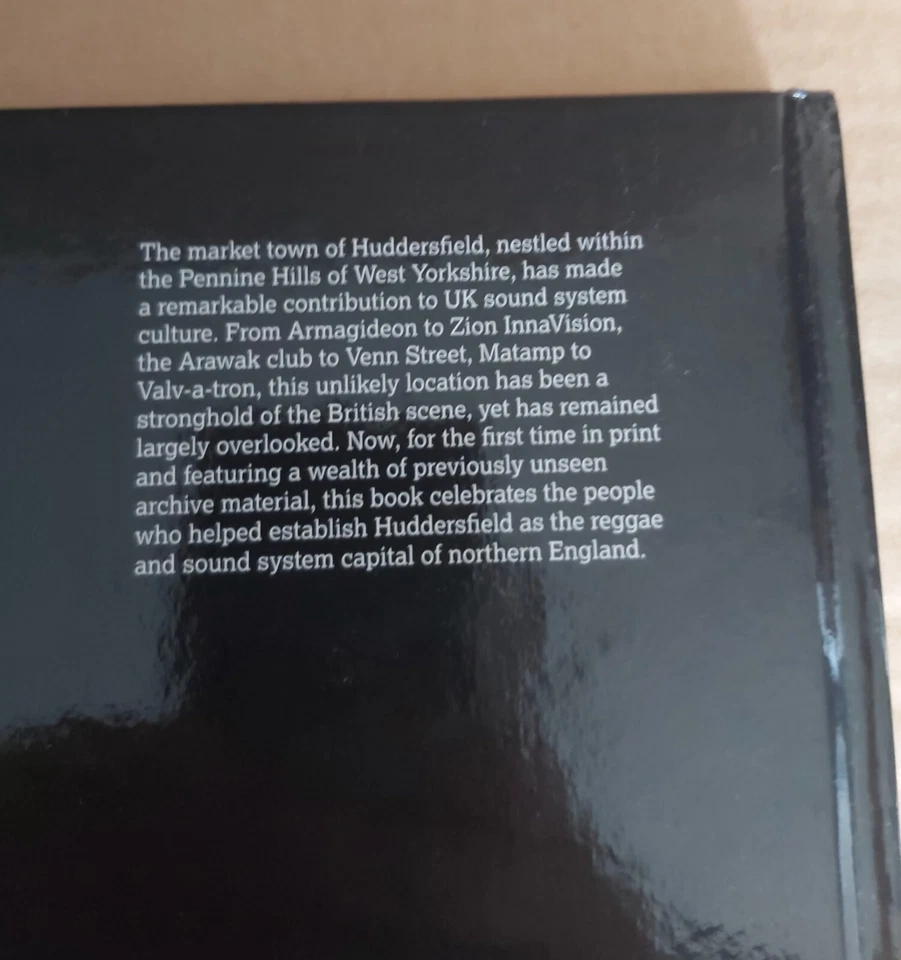 The market town of Huddersfield, nestled within
the Pennine Hills of West Yorkshire, has made
a remarkable contribution to UK sound system
culture. From Armagideon to Zion InnaVision,
the Arawak club to Venn Street, Matamp to
Valv-a-tron, this unlikely location has been a
stronghold of the British scene, yet has remained
largely overlooked. Now, for the first time in print
and featuring a wealth of previously unseen
archive material, this book celebrates the people
who helped establish Huddersfield as the reggae
and sound system capital of northern England.